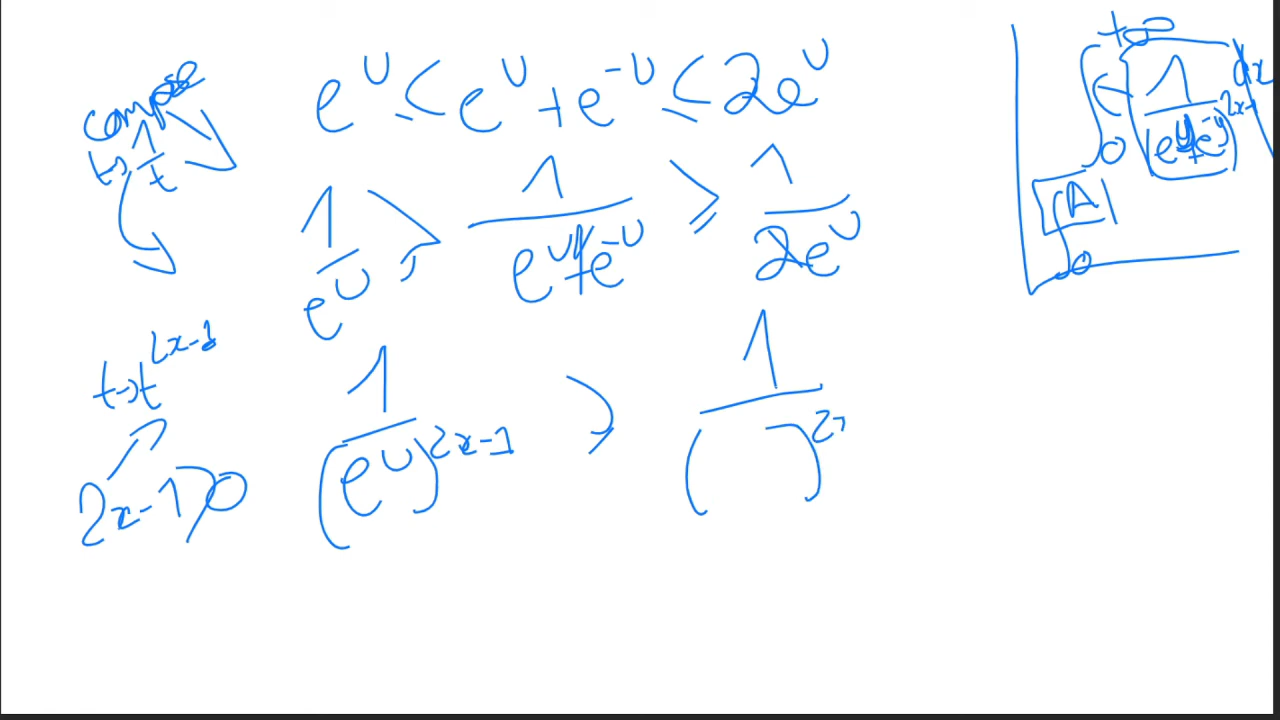 e^U ≤ e^U + e^{-U} ≤ 2e^U
compose
t→ 1/t
1/e^U ≥ 1/(e^U + e^{-U}) ≥ 1/(2e^U)
t→t^{2x-1}
2x-1>0
1/(e^U)^{2x-1} > 1/( )^{2x
+∞
∫ 1/(e^u+e^{-u})^{2x-1} dx
0
A
0